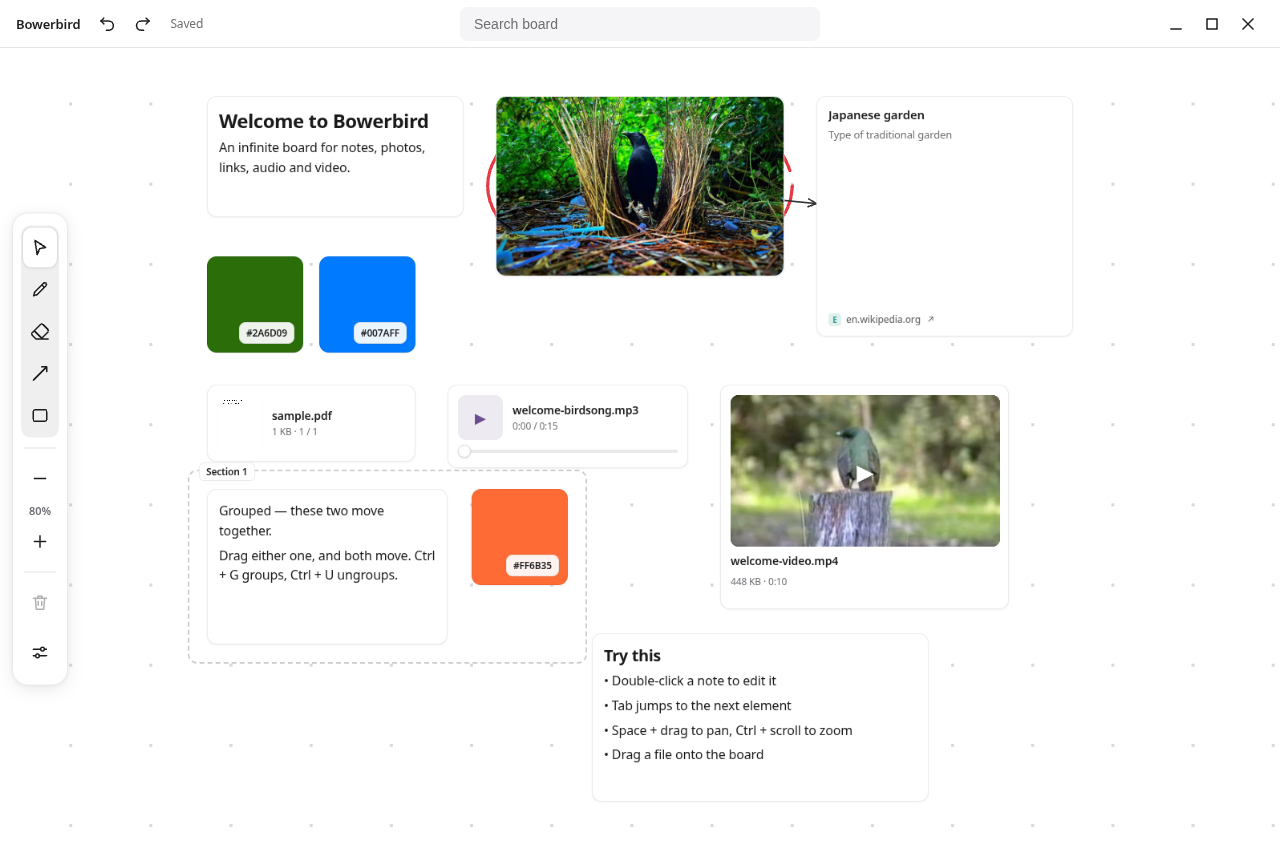 Bowerbird
Saved
Search board
Welcome to Bowerbird
An infinite board for notes, photos,
links, audio and video.
Japanese garden
Type of traditional garden
E en.wikipedia.org ↗
#2A6D09
#007AFF
sample.pdf
1 KB · 1 / 1
welcome-birdsong.mp3
0:00 / 0:15
welcome-video.mp4
448 KB · 0:10
Section 1
Grouped — these two move
together.
Drag either one, and both move. Ctrl
+ G groups, Ctrl + U ungroups.
#FF6B35
80%
Try this
• Double-click a note to edit it
• Tab jumps to the next element
• Space + drag to pan, Ctrl + scroll to zoom
• Drag a file onto the board